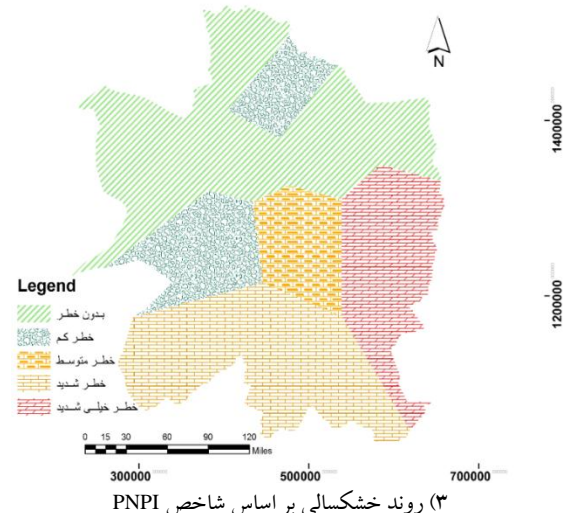 N
1400000
1200000
Legend
بدون خطر
خطر کم
خطر متوسط
خطر شدید
خطر خیلی شدید
0 15 30 60 90 120
Miles
300000 500000 700000
۳) روند خشکسالی بر اساس شاخص PNPI